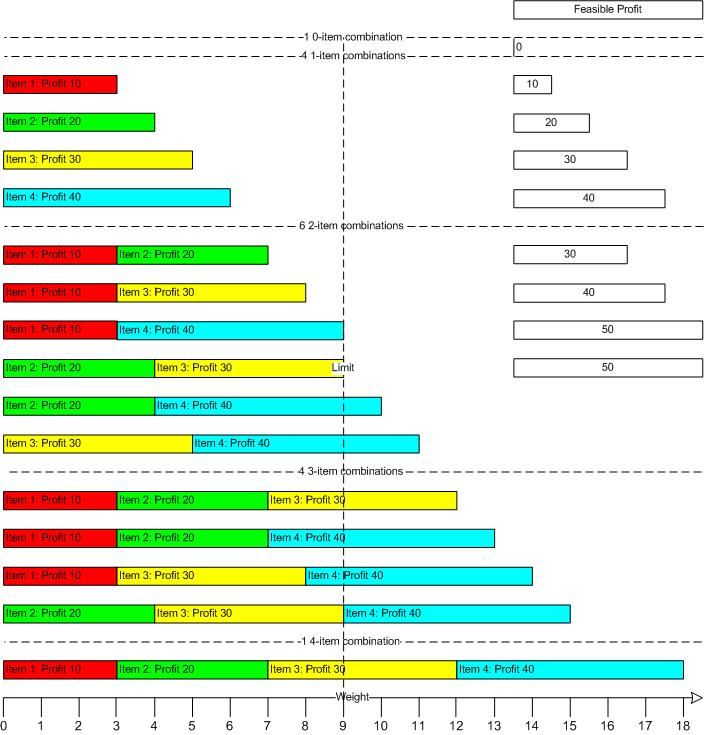 Feasible Profit
1 0-item combination
0
4 1-item combinations
Item 1: Profit 10 10
Item 2: Profit 20 20
Item 3: Profit 30 30
Item 4: Profit 40 40
6 2-item combinations
Item 1: Profit 10 Item 2: Profit 20 30
Item 1: Profit 10 Item 3: Profit 30 40
Item 1: Profit 10 Item 4: Profit 40 50
Item 2: Profit 20 Item 3: Profit 30 Limit 50
Item 2: Profit 20 Item 4: Profit 40
Item 3: Profit 30 Item 4: Profit 40
4 3-item combinations
Item 1: Profit 10 Item 2: Profit 20 Item 3: Profit 30
Item 1: Profit 10 Item 2: Profit 20 Item 4: Profit 40
Item 1: Profit 10 Item 3: Profit 30 Item 4: Profit 40
Item 2: Profit 20 Item 3: Profit 30 Item 4: Profit 40
1 4-item combination
Item 1: Profit 10 Item 2: Profit 20 Item 3: Profit 30 Item 4: Profit 40
Weight
0 1 2 3 4 5 6 7 8 9 10 11 12 13 14 15 16 17 18